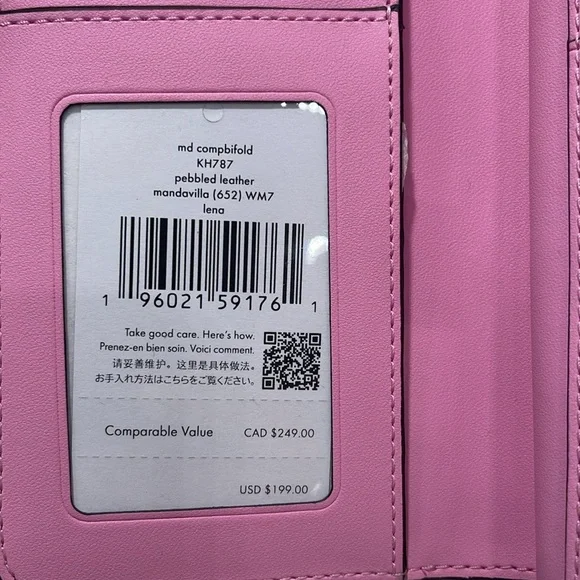 md compbifold
KH787
pebbled leather
mandavilla (652) WM7
lena
1 96021 59176 1
Take good care. Here's how.
Prenez-en bien soin. Voici comment.
请妥善维护。这里是具体做法。
お手入れ方法はこちらをご覧ください。
Comparable Value CAD $249.00
USD $199.00